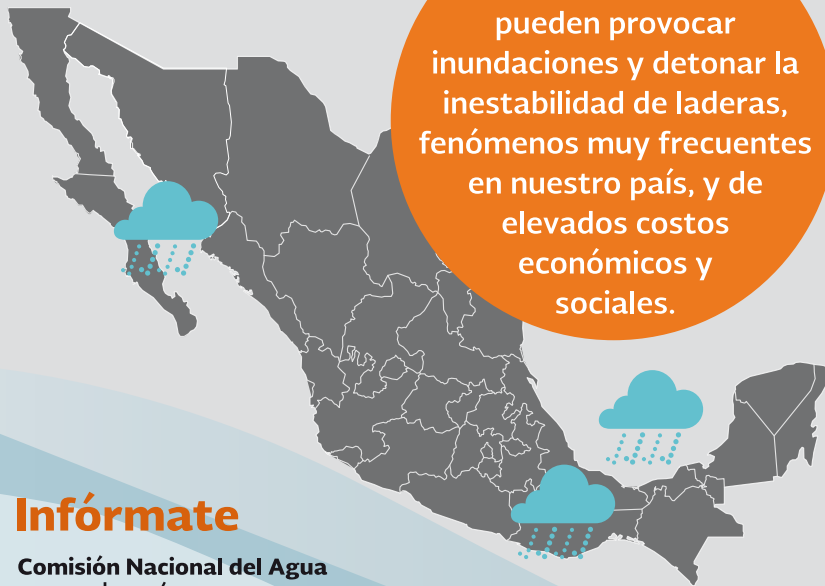 pueden provocar
inundaciones y detonar la
inestabilidad de laderas,
fenómenos muy frecuentes
en nuestro país, y de
elevados costos
económicos y
sociales.
Infórmate
Comisión Nacional del Agua